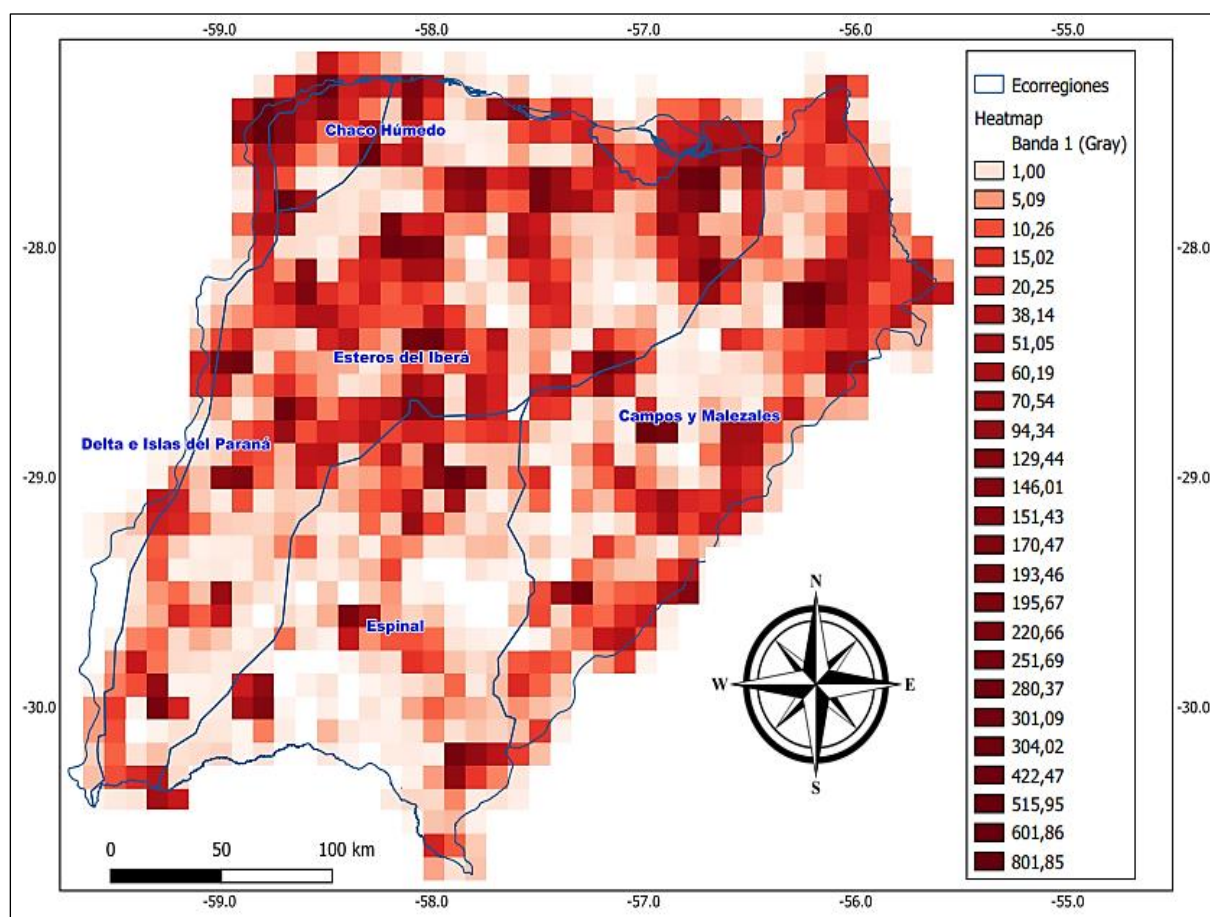 -59.0 -58.0 -57.0 -56.0 -55.0
Ecorregiones
Heatmap
Banda 1 (Gray)
1,00
5,09
10,26
15,02
20,25
38,14
51,05
60,19
70,54
94,34
129,44
146,01
151,43
170,47
193,46
195,67
220,66
251,69
280,37
301,09
304,02
422,47
515,95
601,86
801,85
Chaco Húmedo
-28.0 -28.0
Esteros del Iberá
Campos y Malezales
Delta e Islas del Paraná
-29.0 -29.0
Espinal
N
W E
S
-30.0 -30.0
0 50 100 km
-59.0 -58.0 -57.0 -56.0 -55.0